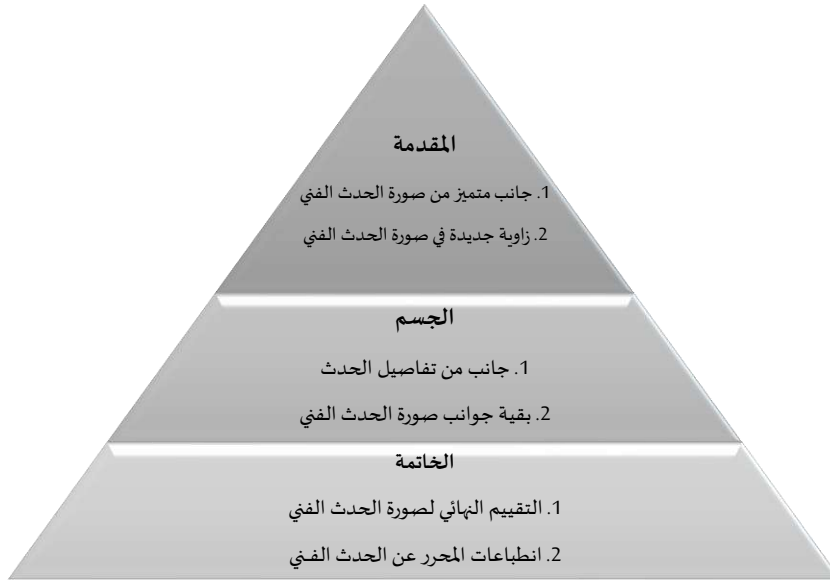 المقدمة
1. جانب متميز من صورة الحدث الفني
2. زاوية جديدة في صورة الحدث الفني
الجسم
1. جانب من تفاصيل الحدث
2. بقية جوانب صورة الحدث الفني
الخاتمة
1. التقييم النهائي لصورة الحدث الفني
2. انطباعات المحرر عن الحدث الفني